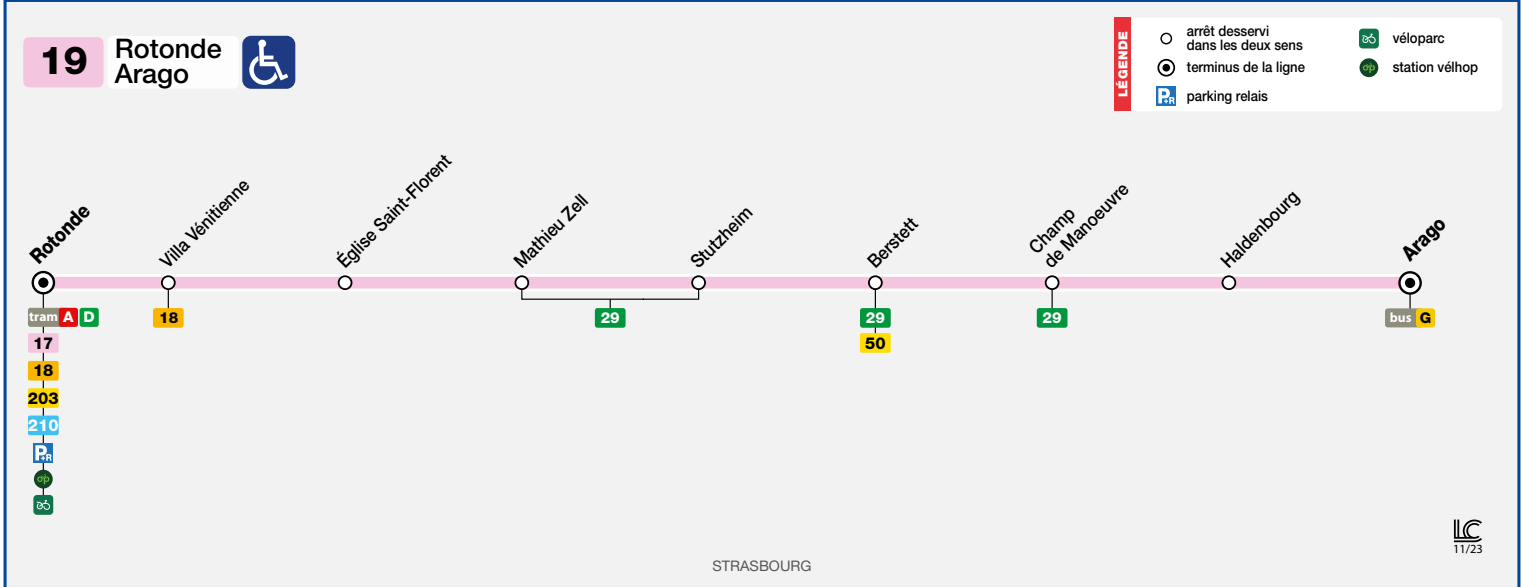 19
Rotonde
Arago
LÉGENDE
arrêt desservi
dans les deux sens
terminus de la ligne
P+R parking relais
véloparc
station vélhop
Rotonde
Villa Vénitienne
Église Saint-Florent
Mathieu Zell
Stutzheim
Berstett
Champ
de Manoeuvre
Haldenbourg
Arago
tram A D
17
18
203
210
P+R
18
29
29
50
29
bus G
STRASBOURG
LC
11/23